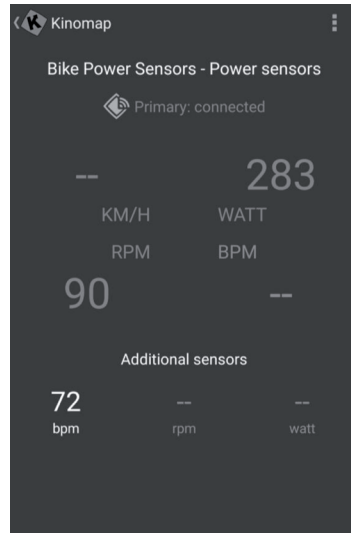 Kinomap
Bike Power Sensors - Power sensors
Primary: connected
-- 283
KM/H WATT
RPM BPM
90 --
Additional sensors
72 -- --
bpm rpm watt